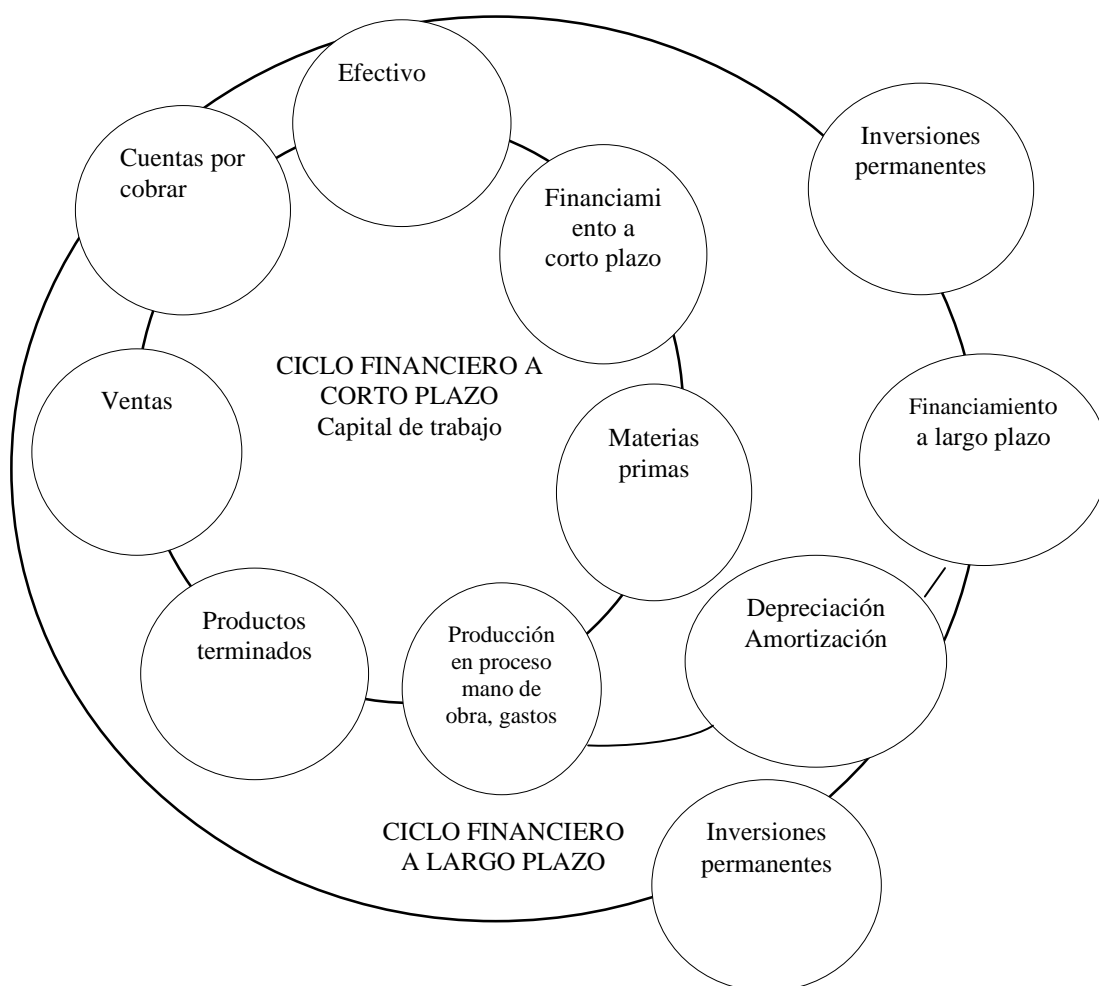 Efectivo
Cuentas por
cobrar
Inversiones
permanentes
Financiami
ento a
corto plazo
CICLO FINANCIERO A
CORTO PLAZO
Capital de trabajo
Ventas
Financiamiento
a largo plazo
Materias
primas
Productos
terminados
Producción
en proceso
mano de
obra, gastos
Depreciación
Amortización
CICLO FINANCIERO
A LARGO PLAZO
Inversiones
permanentes